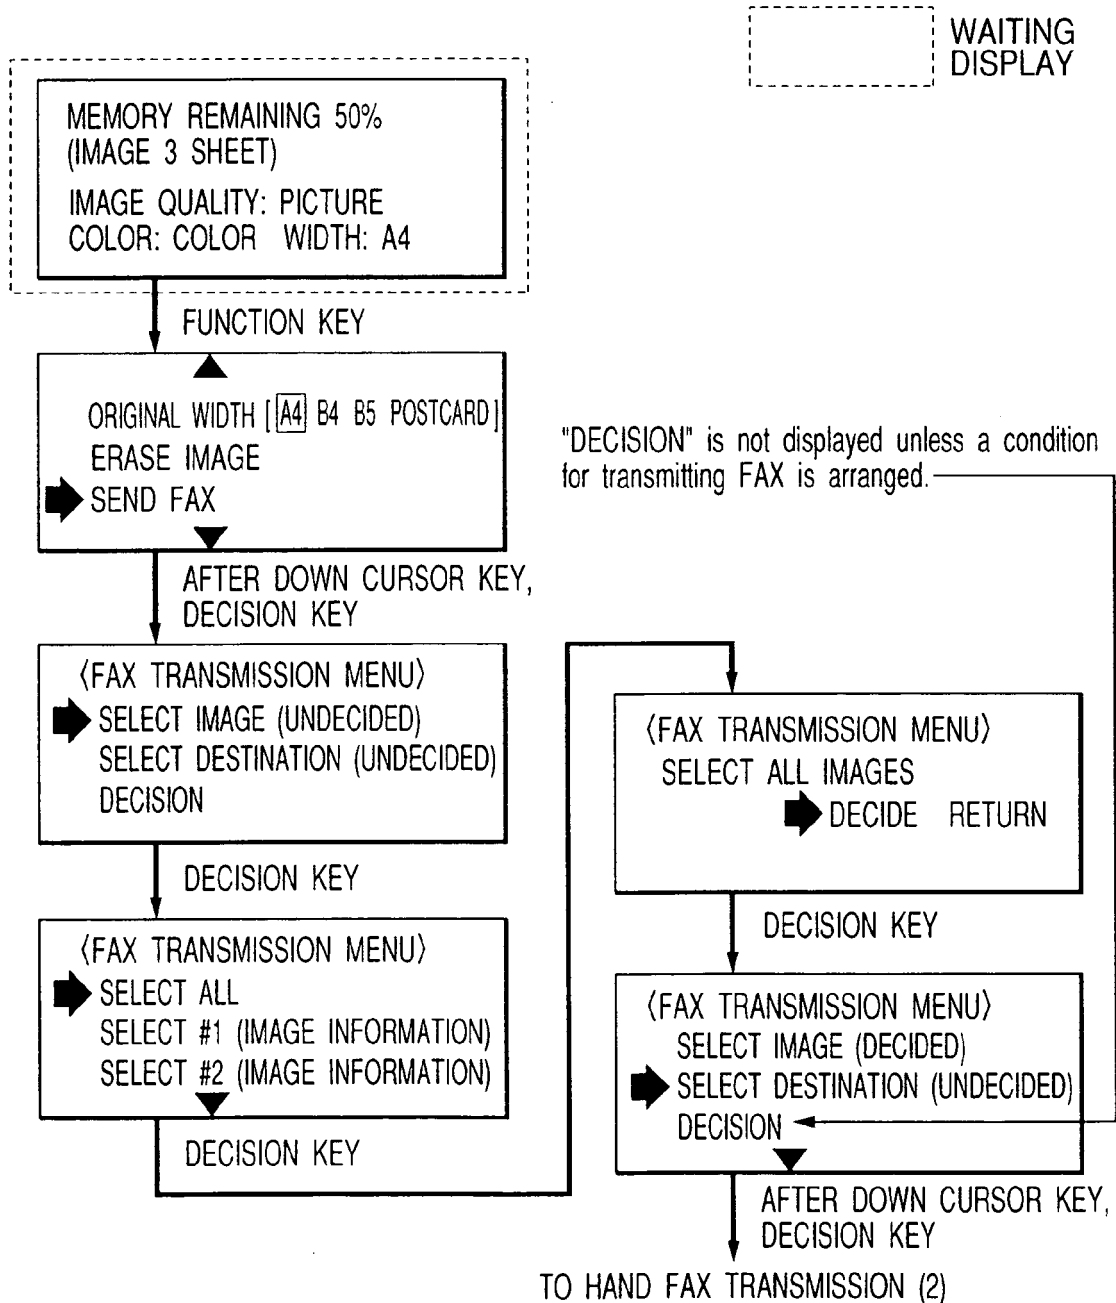 WAITING
DISPLAY
MEMORY REMAINING 50%
(IMAGE 3 SHEET)
IMAGE QUALITY: PICTURE
COLOR: COLOR WIDTH: A4
FUNCTION KEY
ORIGINAL WIDTH [A4 B4 B5 POSTCARD]
ERASE IMAGE
SEND FAX
AFTER DOWN CURSOR KEY,
DECISION KEY
〈FAX TRANSMISSION MENU〉
SELECT IMAGE (UNDECIDED)
SELECT DESTINATION (UNDECIDED)
DECISION
DECISION KEY
〈FAX TRANSMISSION MENU〉
SELECT ALL
SELECT #1 (IMAGE INFORMATION)
SELECT #2 (IMAGE INFORMATION)
DECISION KEY
"DECISION" is not displayed unless a condition
for transmitting FAX is arranged.
〈FAX TRANSMISSION MENU〉
SELECT ALL IMAGES
DECIDE RETURN
DECISION KEY
〈FAX TRANSMISSION MENU〉
SELECT IMAGE (DECIDED)
SELECT DESTINATION (UNDECIDED)
DECISION
AFTER DOWN CURSOR KEY,
DECISION KEY
TO HAND FAX TRANSMISSION (2)